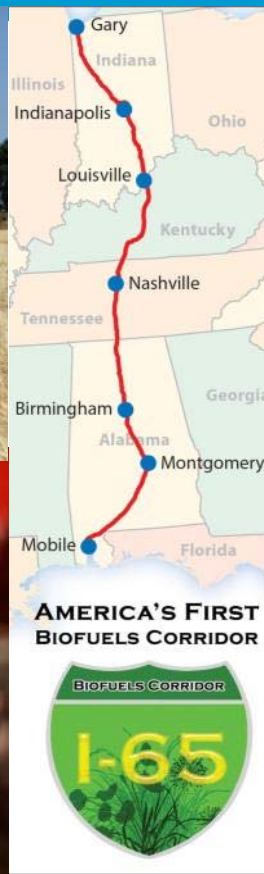 Gary
Indiana
Illinois
Indianapolis
Ohio
Louisville
Kentucky
Nashville
Tennessee
Georgia
Birmingham
Alabama
Montgomery
Mobile
Florida
AMERICA'S FIRST
BIOFUELS CORRIDOR
BIOFUELS CORRIDOR
I-65